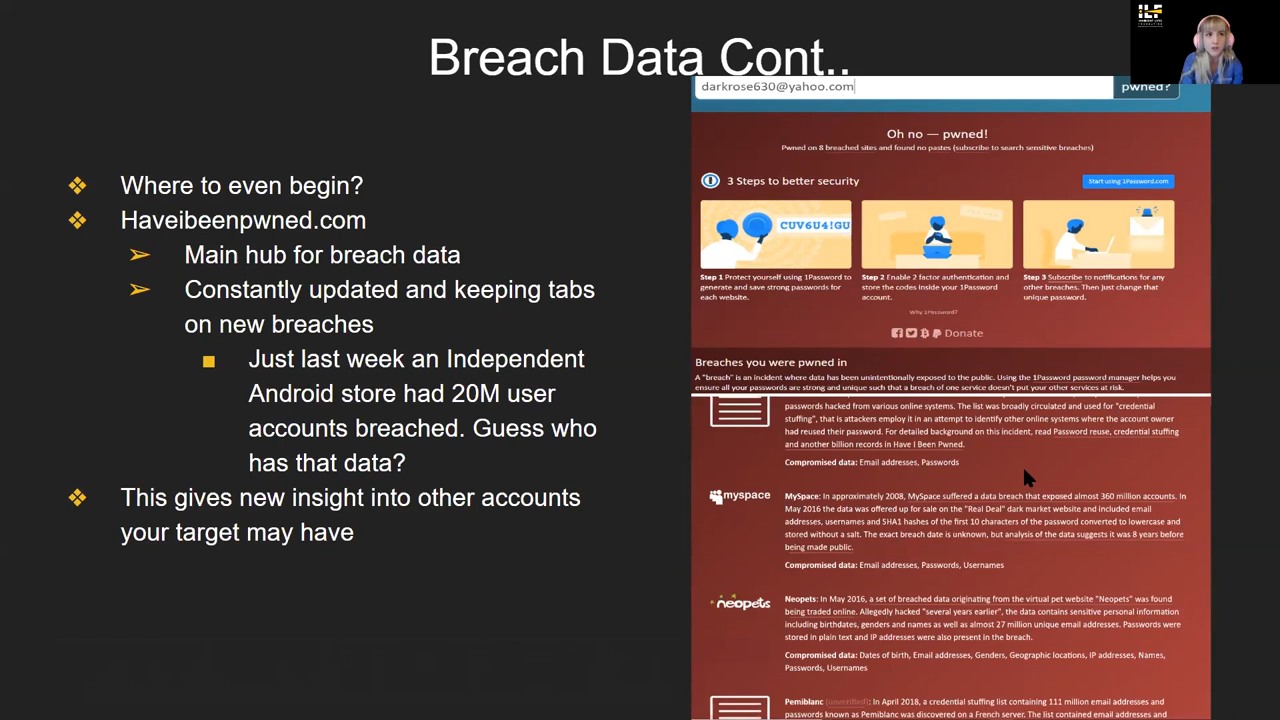 ILF
Breach Data Cont..
❖ Where to even begin?
❖ Haveibeenpwned.com
➢ Main hub for breach data
➢ Constantly updated and keeping tabs
on new breaches
■ Just last week an Independent
Android store had 20M user
accounts breached. Guess who
has that data?
❖ This gives new insight into other accounts
your target may have
darkrose630@yahoo.com
pwned?
Oh no — pwned!
Pwned on 8 breached sites and found no pastes (subscribe to search sensitive breaches)
3 Steps to better security
Start using 1Password.com
CUV6U4!GU
Step 1 Protect yourself using 1Password to
generate and save strong passwords for
each website.
Step 2 Enable 2 factor authentication and
store the codes inside your 1Password
account.
Step 3 Subscribe to notifications for any
other breaches. Then just change that
unique password.
Why 1Password?
Donate
Breaches you were pwned in
A "breach" is an incident where data has been unintentionally exposed to the public. Using the 1Password password manager helps you
ensure all your passwords are strong and unique such that a breach of one service doesn't put your other services at risk.
passwords hacked from various online systems. The list was broadly circulated and used for "credential
stuffing", that is attackers employ it in an attempt to identify other online systems where the account owner
had reused their password. For detailed background on this incident, read Password reuse, credential stuffing
and another billion records in Have I Been Pwned.
Compromised data: Email addresses, Passwords
myspace
MySpace: In approximately 2008, MySpace suffered a data breach that exposed almost 360 million accounts. In
May 2016 the data was offered up for sale on the "Real Deal" dark market website and included email
addresses, usernames and SHA1 hashes of the first 10 characters of the password converted to lowercase and
stored without a salt. The exact breach date is unknown, but analysis of the data suggests it was 8 years before
being made public.
Compromised data: Email addresses, Passwords, Usernames
neopets
Neopets: In May 2016, a set of breached data originating from the virtual pet website "Neopets" was found
being traded online. Allegedly hacked "several years earlier", the data contains sensitive personal information
including birthdates, genders and names as well as almost 27 million unique email addresses. Passwords were
stored in plain text and IP addresses were also present in the breach.
Compromised data: Dates of birth, Email addresses, Genders, Geographic locations, IP addresses, Names,
Passwords, Usernames
Pemiblanc (unverified): In April 2018, a credential stuffing list containing 111 million email addresses and
passwords known as Pemiblanc was discovered on a French server. The list contained email addresses and